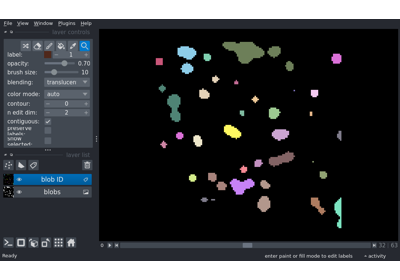 File View Window Plugins Help
layer controls
label: 1
opacity: 0.70
brush size: 10
blending: translucen
color mode: auto
contour: 0
n edit dim: 2
contiguous:
preserve
labels:
show
selected:
layer list
blob ID
blobs
32 63
Ready
enter paint or fill mode to edit labels
activity